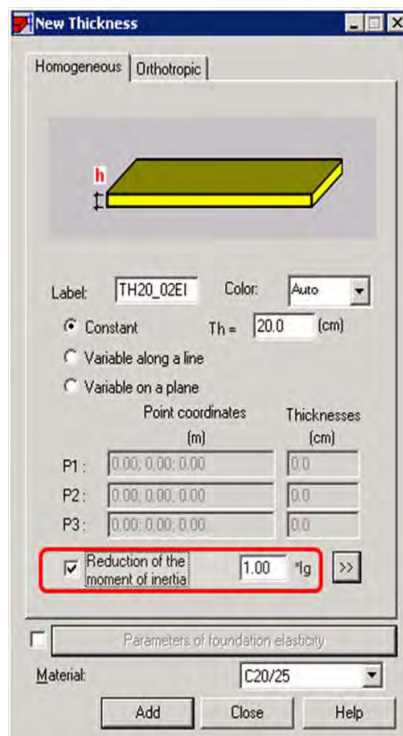 New Thickness
Homogeneous
Orthotropic
h
Label: TH20_02EI Color: Auto
Constant Th = 20.0 (cm)
Variable along a line
Variable on a plane
Point coordinates Thicknesses
(m) (cm)
P1 : 0.00; 0.00; 0.00 0.0
P2 : 0.00; 0.00; 0.00 0.0
P3 : 0.00; 0.00; 0.00 0.0
Reduction of the
moment of inertia 1.00 *Ig >>
Parameters of foundation elasticity
Material: C20/25
Add Close Help